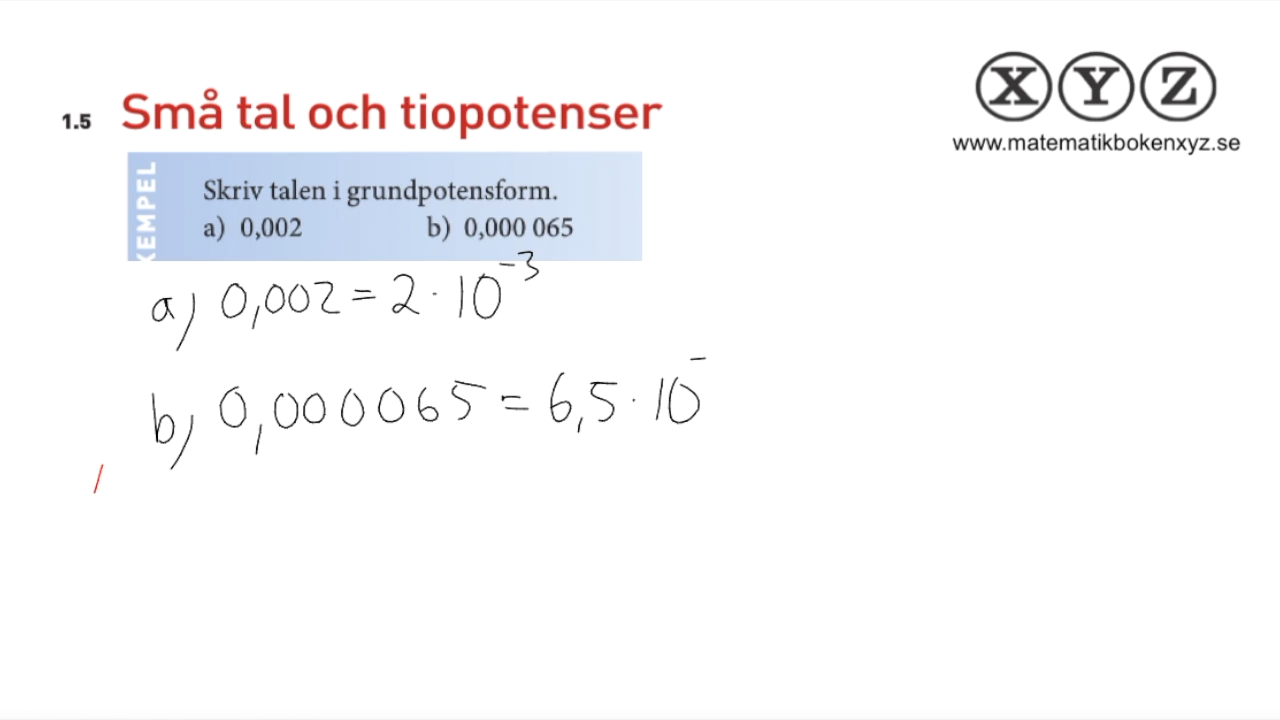 X Y Z
www.matematikbokenxyz.se
1.5 Små tal och tiopotenser
EMPEL
Skriv talen i grundpotensform.
a) 0,002 b) 0,000 065
a) 0,002 = 2 · 10⁻³
b) 0,000065 = 6,5 · 10⁻